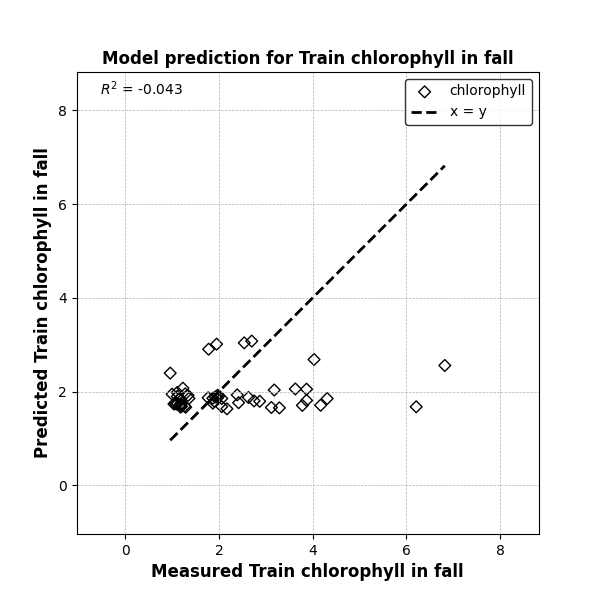 Model prediction for Train chlorophyll in fall
R² = -0.043
chlorophyll
x = y
8
6
4
2
0
0 2 4 6 8
Predicted Train chlorophyll in fall
Measured Train chlorophyll in fall